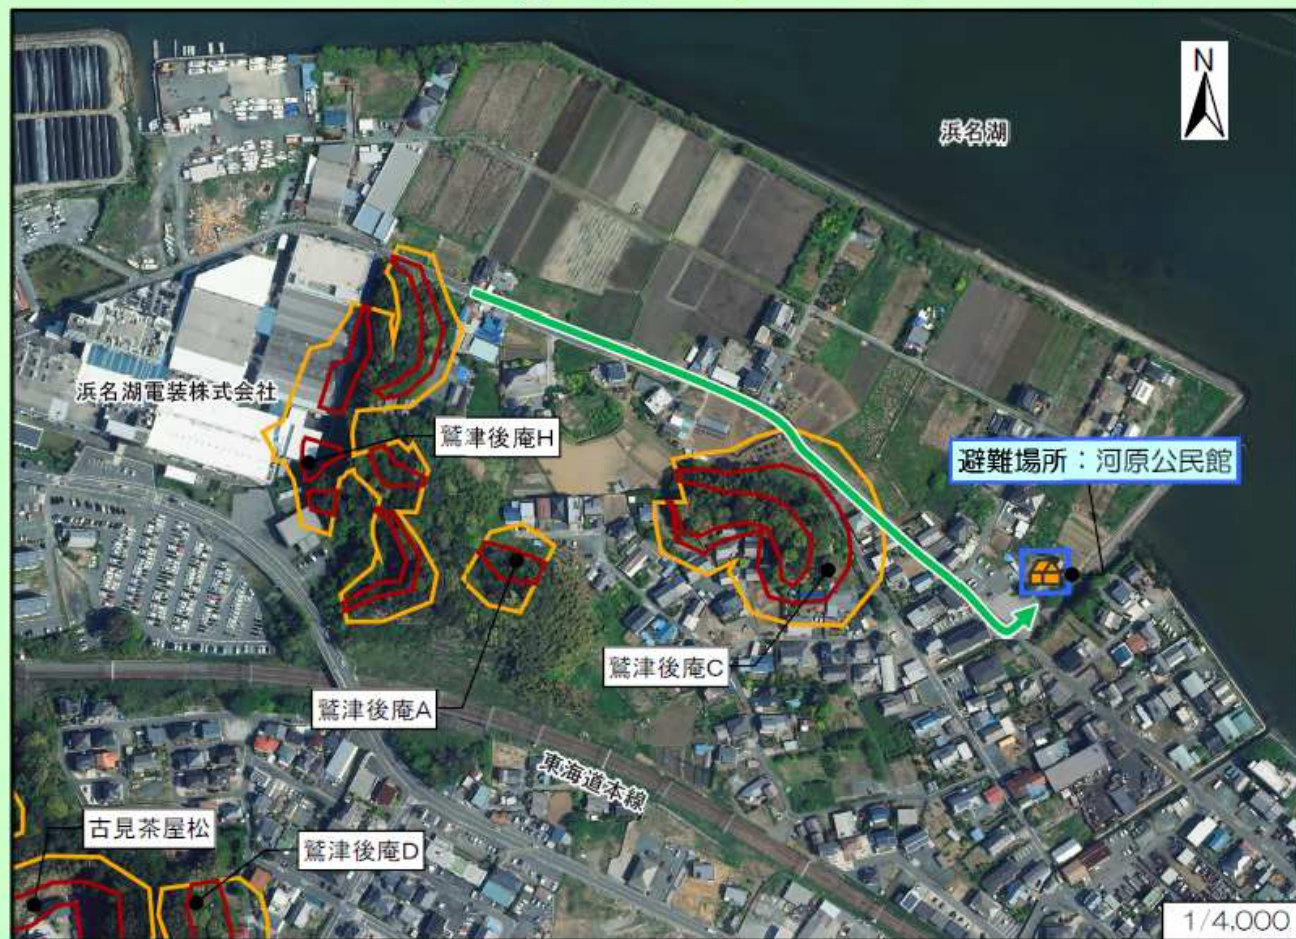 N
浜名湖
浜名湖電装株式会社
鷲津後庵H
避難場所：河原公民館
鷲津後庵C
鷲津後庵A
東海道本線
古見茶屋松
鷲津後庵D
1/4,000